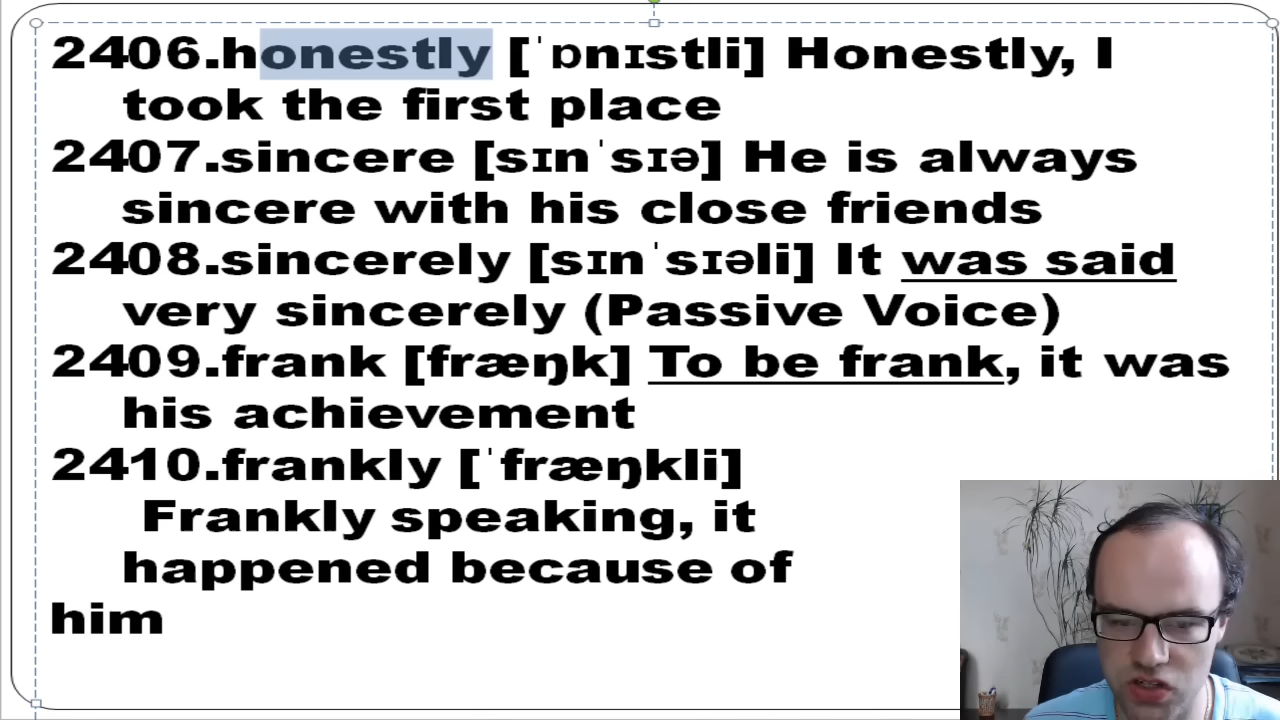 2406.honestly [ˈɒnɪstli] Honestly, I
took the first place
2407.sincere [sɪnˈsɪə] He is always
sincere with his close friends
2408.sincerely [sɪnˈsɪəli] It was said
very sincerely (Passive Voice)
2409.frank [fræŋk] To be frank, it was
his achievement
2410.frankly [ˈfræŋkli]
Frankly speaking, it
happened because of
him